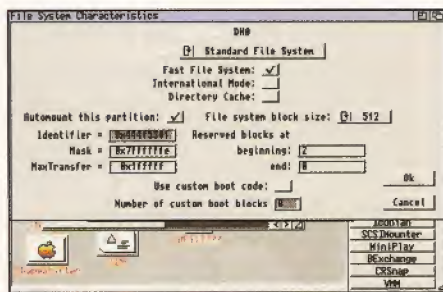 File System Characteristics
DH0
Standard File System
Fast File System:
International Mode:
Directory Cache:
Automount this partition: File system block size: 512
Identifier = Reserved blocks at
Mask = 0x7ffffffe beginning: 2
MaxTransfer = 0x1fffff end: 0
Ok
Use custom boot code:
Number of custom boot blocks Cancel
SCSIMounter
MiniPlay
BExchange
CRSnap
VMM